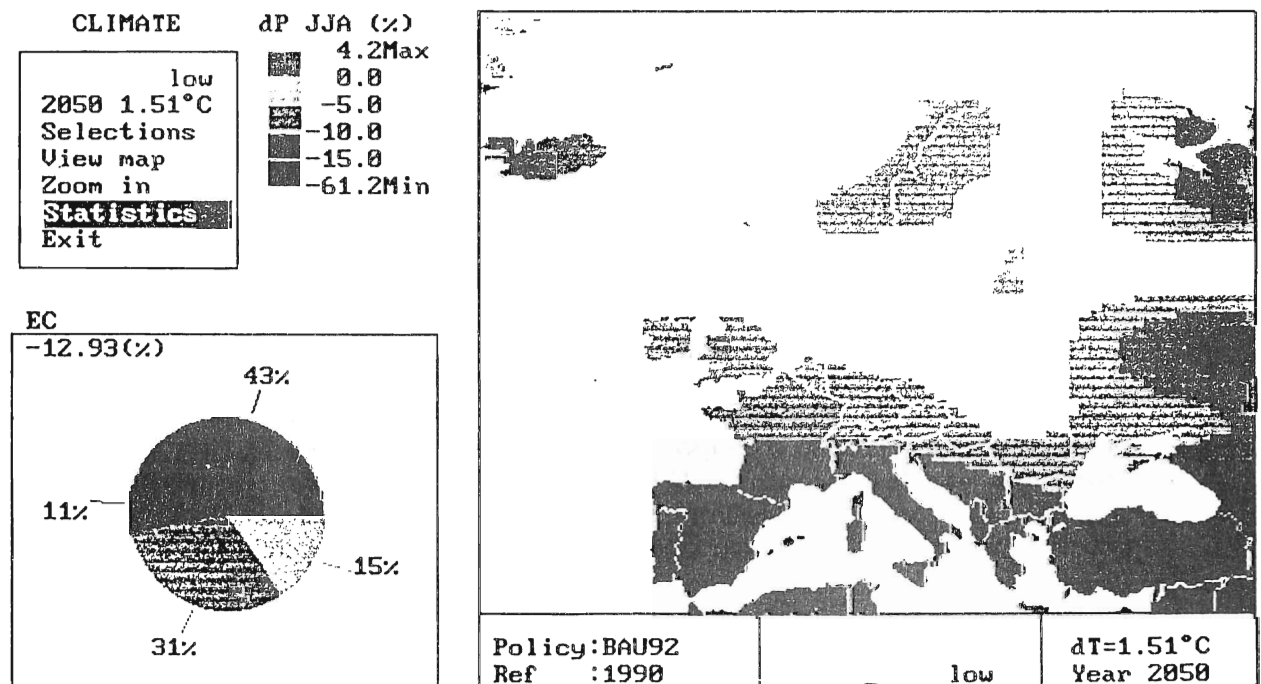 CLIMATE
low
2050 1.51°C
Selections
View map
Zoom in
Statistics
Exit
dP JJA (%)
4.2Max
0.0
-5.0
-10.0
-15.0
-61.2Min
EC
-12.93(%)
43%
11%
15%
31%
Policy:BAU92
Ref :1990
low
dT=1.51°C
Year 2050